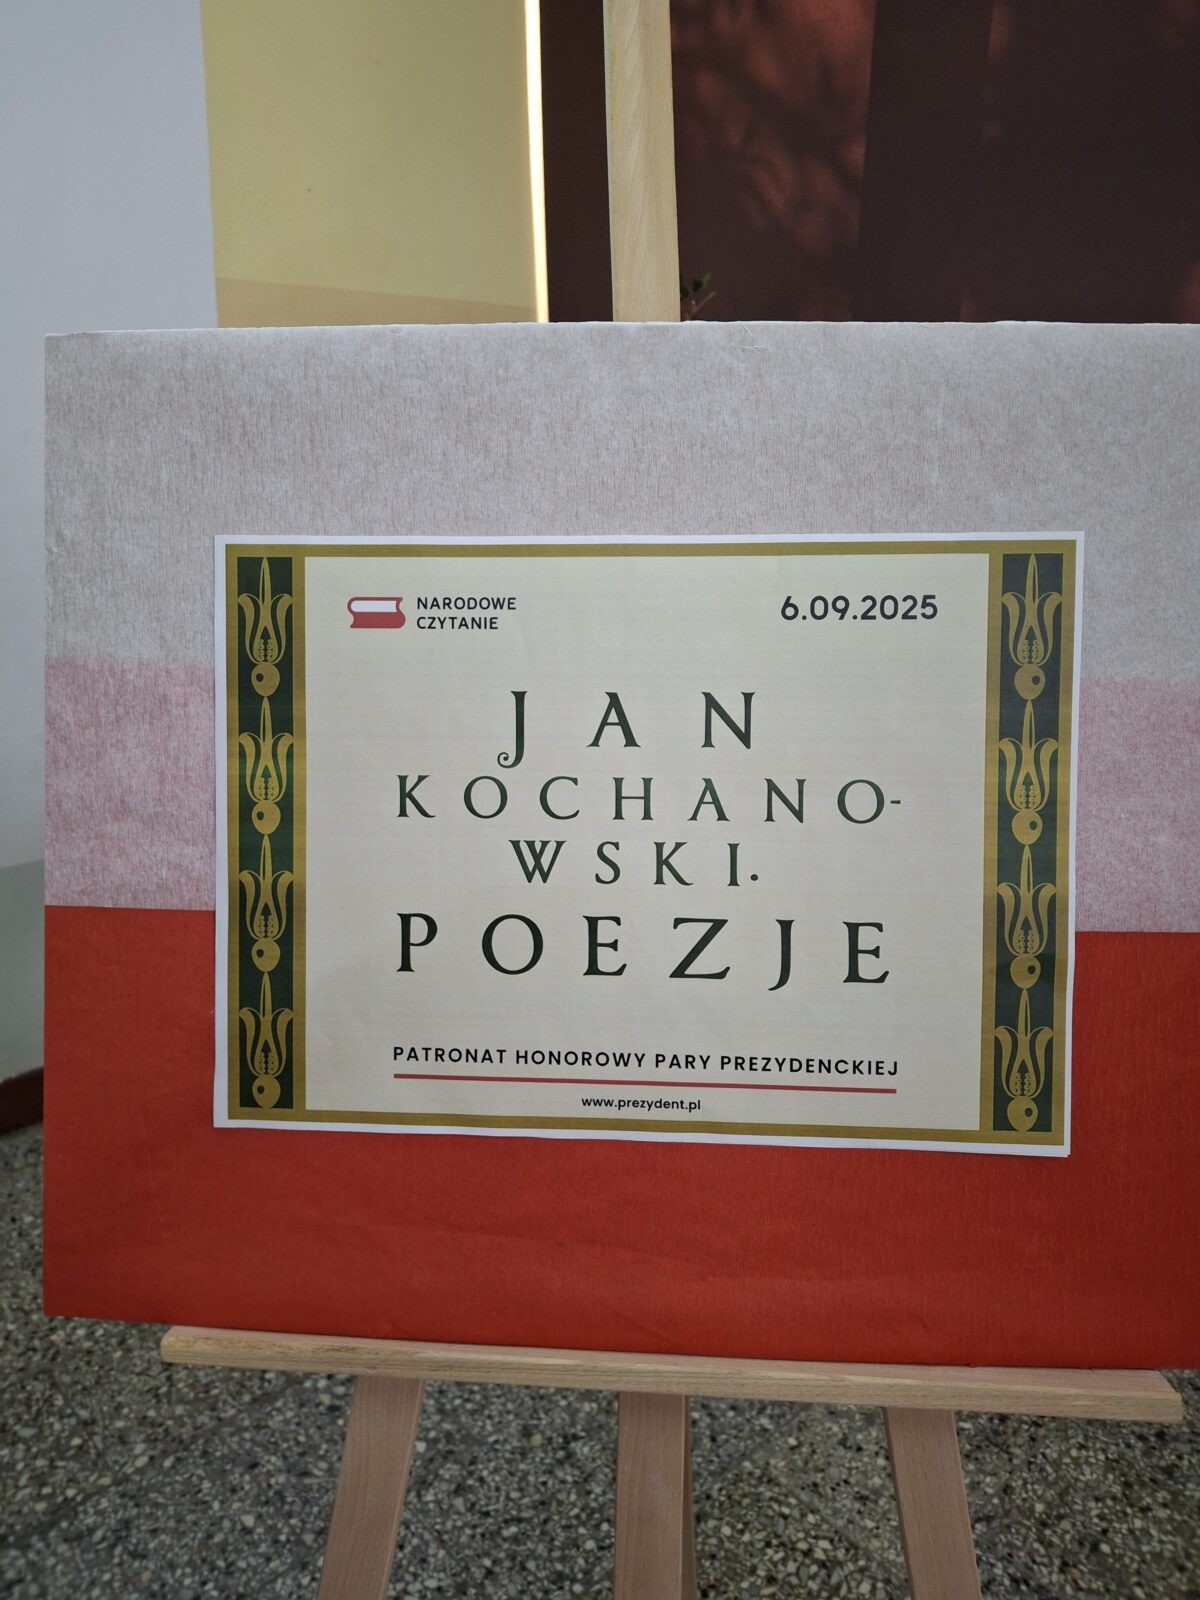 NARODOWE
CZYTANIE
6.09.2025
JAN
KOCHANO-
WSKI.
POEZJE
PATRONAT HONOROWY PARY PREZYDENCKIEJ
www.prezydent.pl